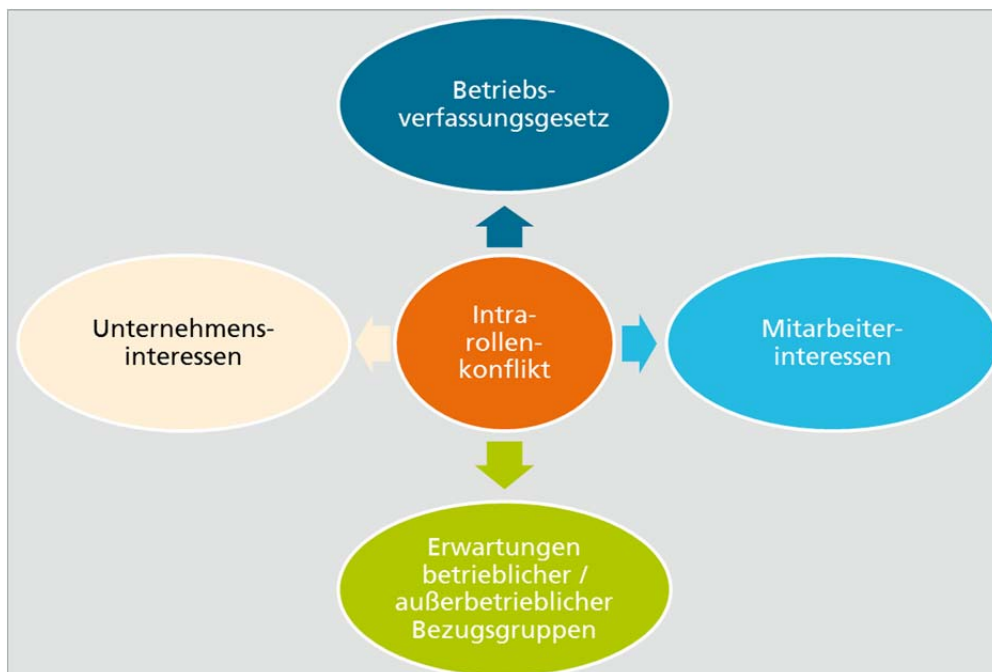 Betriebs-
verfassungsgesetz
Unternehmens-
interessen
Intra-
rollen-
konflikt
Mitarbeiter-
interessen
Erwartungen
betrieblicher /
außerbetrieblicher
Bezugsgruppen